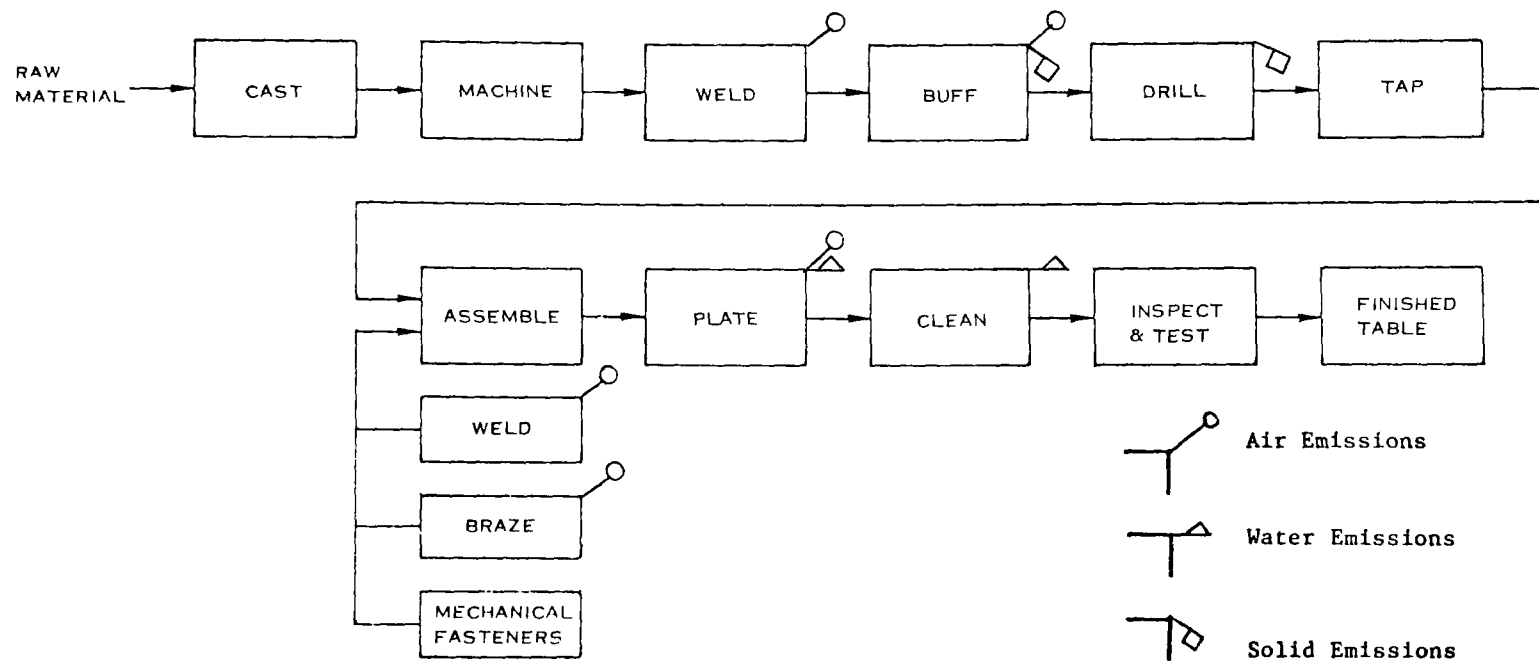 RAW
MATERIAL
CAST
MACHINE
WELD
BUFF
DRILL
TAP
ASSEMBLE
PLATE
CLEAN
INSPECT
& TEST
FINISHED
TABLE
WELD
BRAZE
MECHANICAL
FASTENERS
Air Emissions
Water Emissions
Solid Emissions